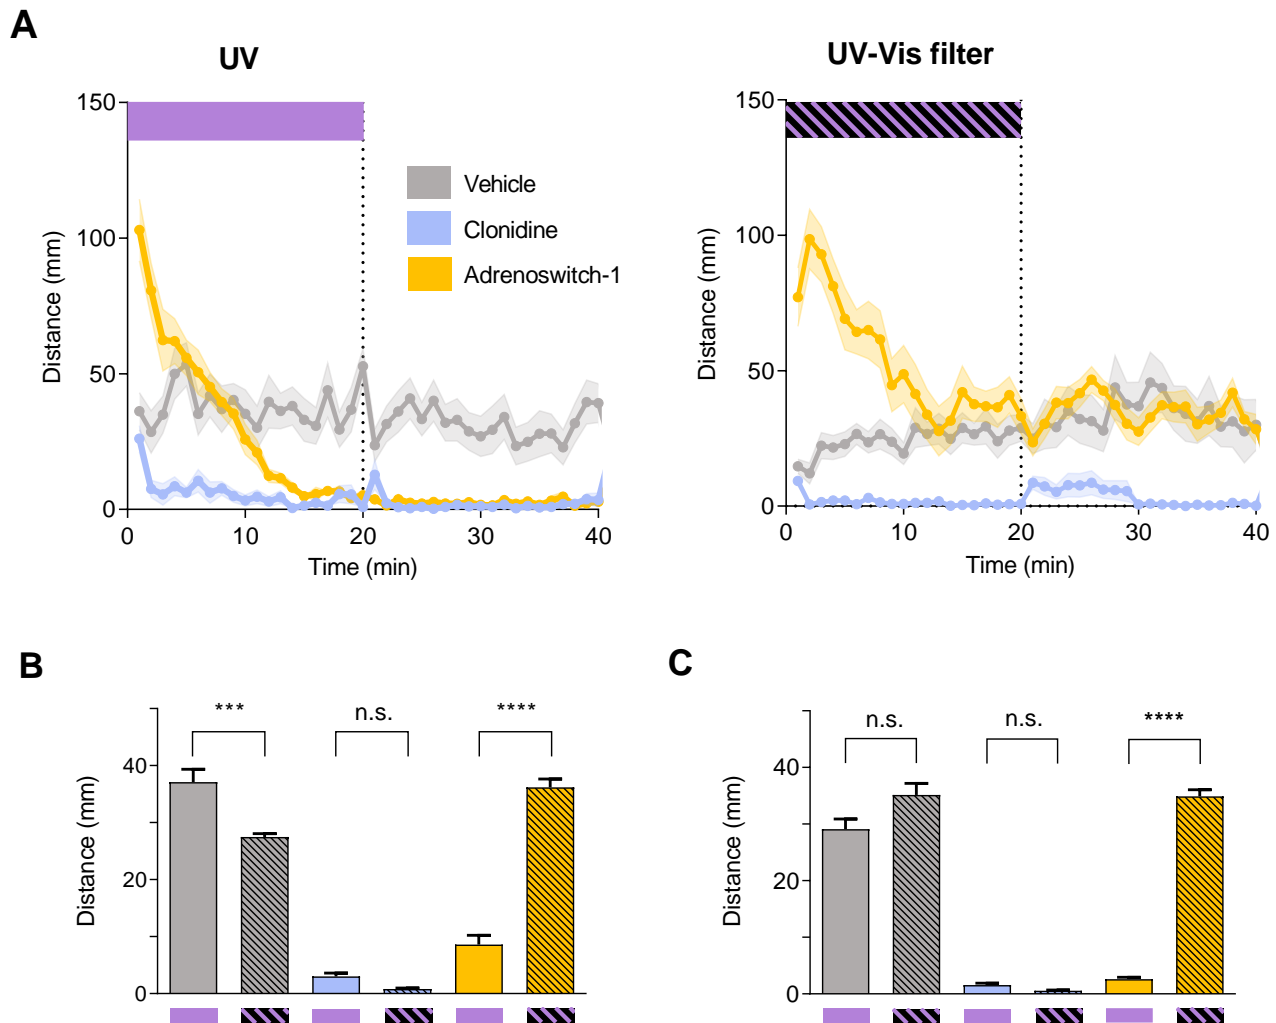 A
UV
UV-Vis filter
150
100
50
0
Distance (mm)
0 10 20 30 40
Time (min)
Vehicle
Clonidine
Adrenoswitch-1
150
100
50
0
Distance (mm)
0 10 20 30 40
Time (min)
B
***
n.s.
****
40
20
0
Distance (mm)
C
n.s.
n.s.
****
40
20
0
Distance (mm)